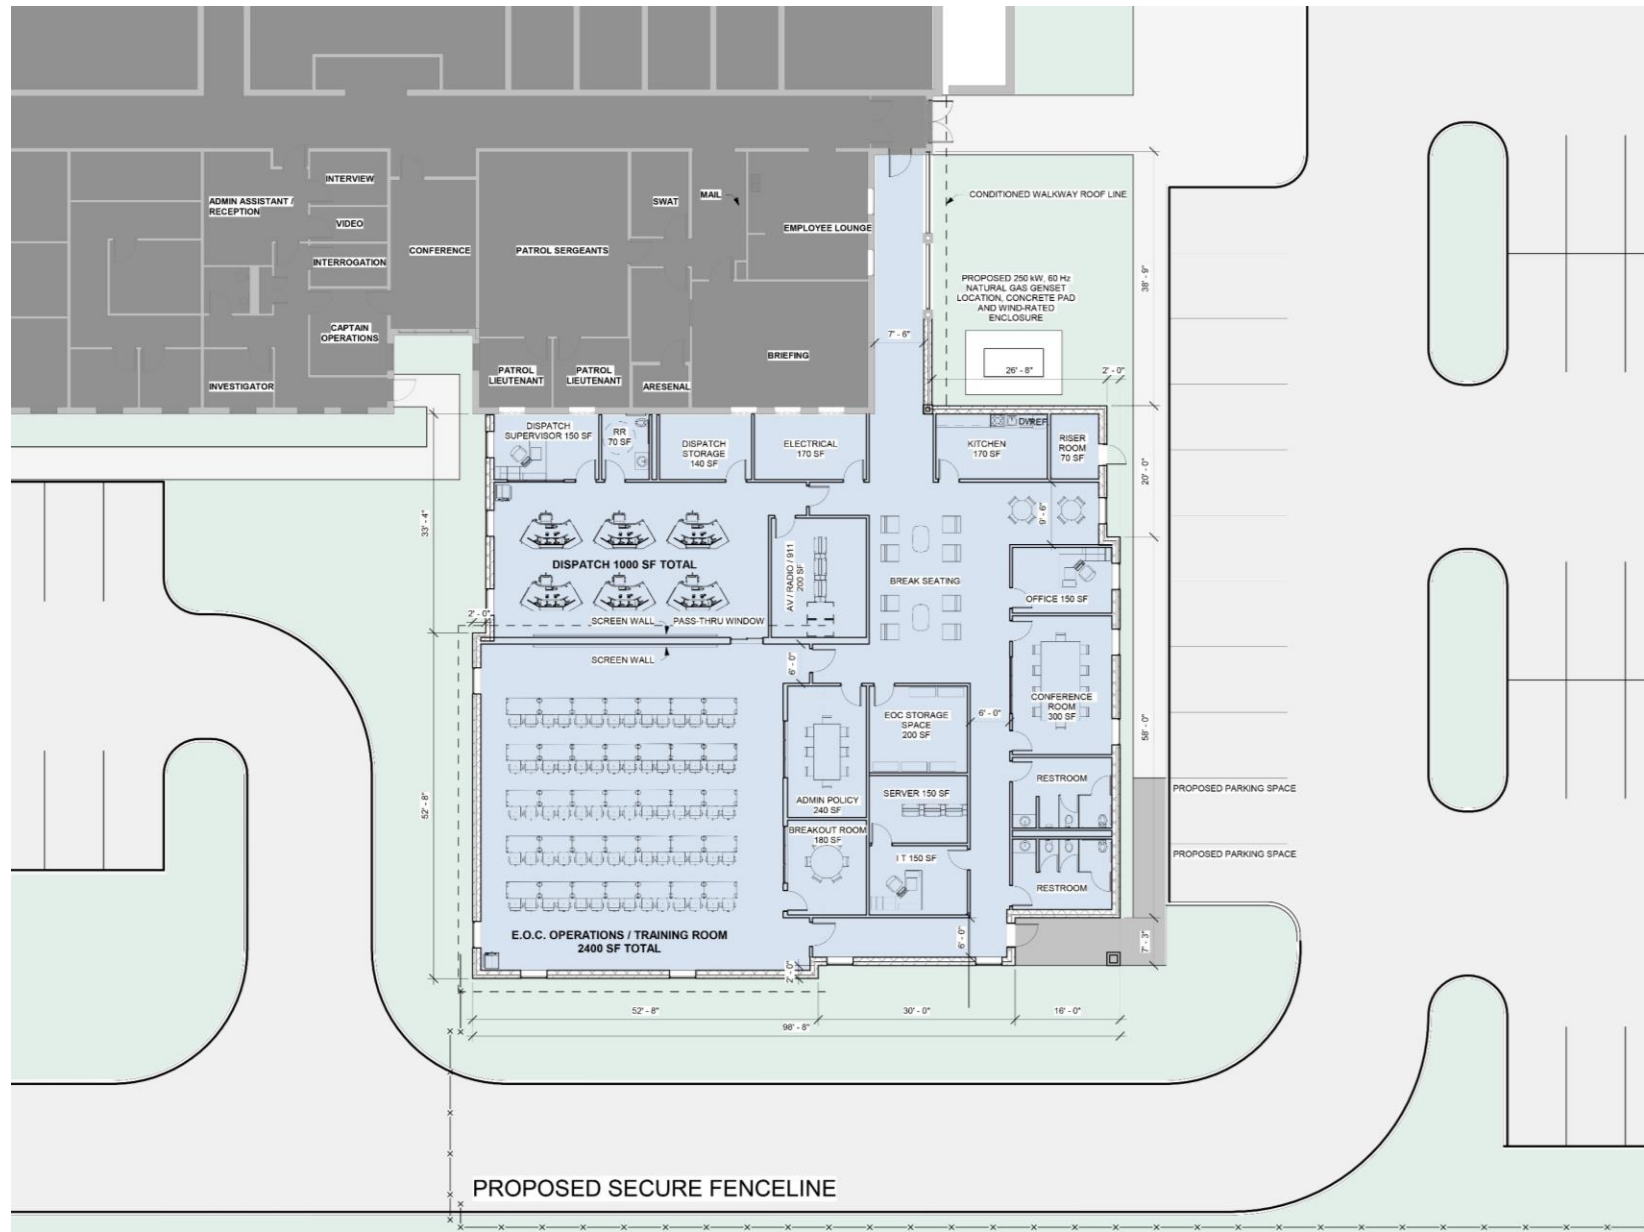 INTERVIEW
ADMIN ASSISTANT /
RECEPTION
VIDEO
INTERROGATION
CONFERENCE
CAPTAIN
OPERATIONS
INVESTIGATOR
PATROL SERGEANTS
SWAT
MAIL
EMPLOYEE LOUNGE
BRIEFING
PATROL
LIEUTENANT
PATROL
LIEUTENANT
ARESENAL
CONDITIONED WALKWAY ROOF LINE
PROPOSED 250 kW, 60 Hz
NATURAL GAS GENSET
LOCATION, CONCRETE PAD
AND WIND-RATED
ENCLOSURE
38' - 9"
7' - 6"
26' - 8"
2' - 0"
DISPATCH
SUPERVISOR 150 SF
RR
70 SF
DISPATCH
STORAGE
140 SF
ELECTRICAL
170 SF
DW
REF
KITCHEN
170 SF
RISER
ROOM
70 SF
20' - 0"
33' - 4"
9' - 6"
DISPATCH 1000 SF TOTAL
AV / RADIO / 911
200 SF
BREAK SEATING
OFFICE 150 SF
2' - 0"
SCREEN WALL
PASS-THRU WINDOW
SCREEN WALL
6' - 0"
CONFERENCE
ROOM
300 SF
EOC STORAGE
SPACE
200 SF
6' - 0"
58' - 0"
52' - 8"
ADMIN POLICY
240 SF
SERVER 150 SF
RESTROOM
PROPOSED PARKING SPACE
BREAKOUT ROOM
180 SF
I T 150 SF
PROPOSED PARKING SPACE
RESTROOM
E.O.C. OPERATIONS / TRAINING ROOM
2400 SF TOTAL
6' - 0"
7' - 3"
2' - 0"
52' - 8"
30' - 0"
16' - 0"
98' - 8"
PROPOSED SECURE FENCELINE